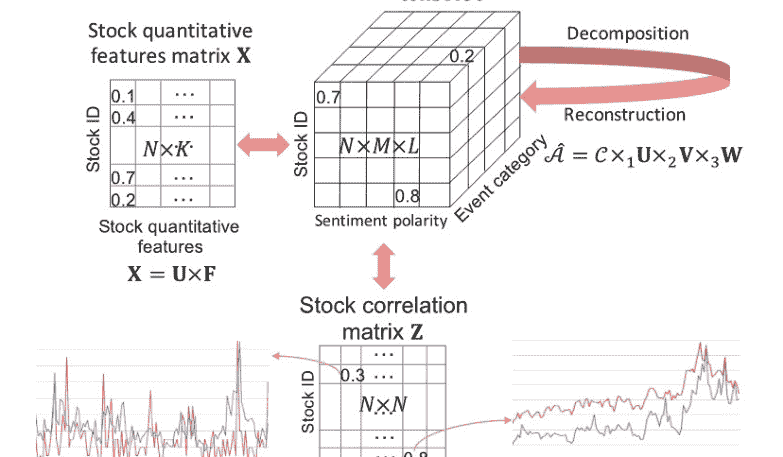 Stock quantitative
features matrix X
0.1 ...
0.4 ...
N×K
0.7 ...
0.2 ...
Stock ID
Stock quantitative
features
X = U×F
0.2
0.7
N×M×L
0.8
Stock ID
Sentiment polarity
Event category
Decomposition
Reconstruction
Â = C×₁U×₂V×₃W
Stock correlation
matrix Z
...
0.3 ...
N×N
...
... 0.8
Stock ID